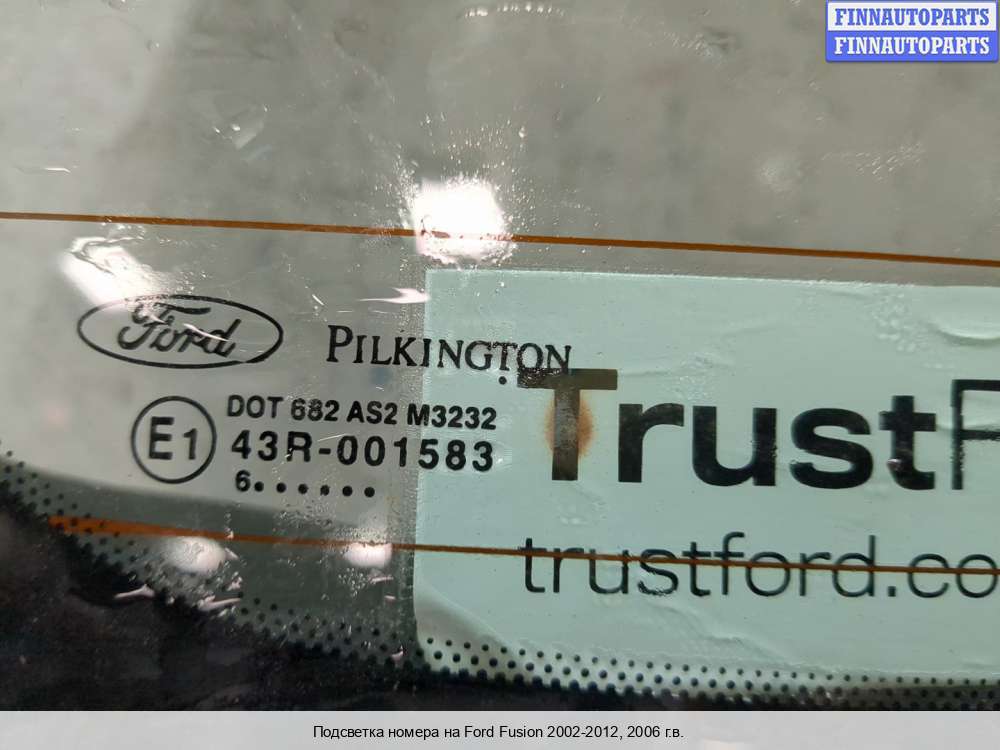 FINNAUTOPARTS
FINNAUTOPARTS
Ford
PILKINGTON
DOT 682 AS2 M3232
E1
43R-001583
6......
TrustF
trustford.co
Подсветка номера на Ford Fusion 2002-2012, 2006 г.в.